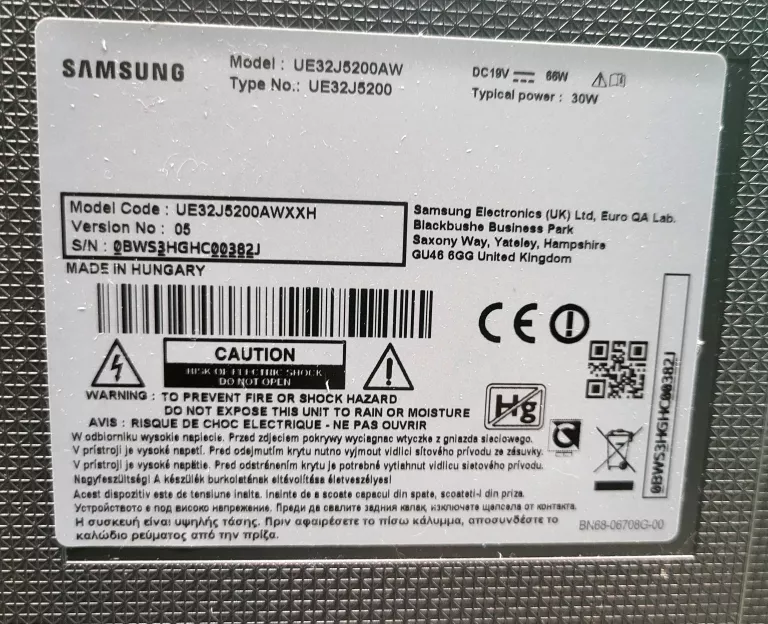 SAMSUNG
Model : UE32J5200AW
Type No.: UE32J5200
DC19V 66W
Typical power : 30W
Model Code : UE32J5200AWXXH
Version No : 05
S/N : 0BWS3HGHC00382J
MADE IN HUNGARY
Samsung Electronics (UK) Ltd, Euro QA Lab.
Blackbushe Business Park
Saxony Way, Yateley, Hampshire
GU46 6GG United Kingdom
CE
CAUTION
RISK OF ELECTRIC SHOCK
DO NOT OPEN
WARNING : TO PREVENT FIRE OR SHOCK HAZARD
DO NOT EXPOSE THIS UNIT TO RAIN OR MOISTURE
AVIS : RISQUE DE CHOC ELECTRIQUE - NE PAS OUVRIR
Hg
W odbiorniku wysokie napiecie. Przed zdjeciem pokrywy wyciagnac wtyczke z gniazda sieciowego.
V prístroji je vysoké napětí. Pred odejmutím krytu nutno vyjmout vidlici sítového prívodu ze zásuvky.
V prístroji je vysoké napätie. Pred odstránením krytu je potrebné vytiahnut vidlicu sietového prívodu.
Nagyfeszültségi A készülék burkolatának eltávolítása életveszélyes!
Acest dispozitiv este de tensiune inalta. Inainte de a scoate capacul din spate, scoateti-l din priza.
Устройството е под високо напрежение. Преди да свалите задния капак, изключете щепсела от контакта.
Η συσκευή είναι υψηλής τάσης. Πριν αφαιρέσετε το πίσω κάλυμμα, αποσυνδέστε το
καλώδιο ρεύματος από την πρίζα.
BN68-06708G-00
0BWS3HGHC00382J